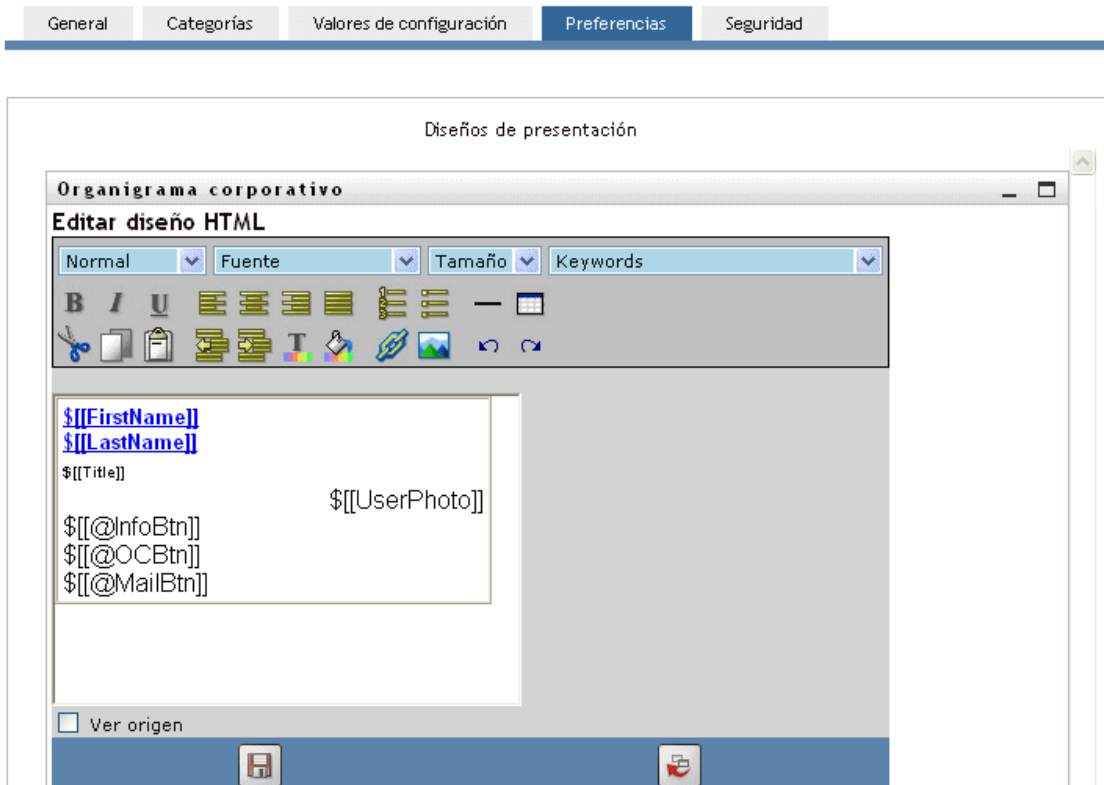 General Categorías Valores de configuración Preferencias Seguridad
Diseños de presentación
Organigrama corporativo
Editar diseño HTML
Normal Fuente Tamaño Keywords
B I U
$[[FirstName]]
$[[LastName]]
$[[Title]]
$[[UserPhoto]]
$[[@InfoBtn]]
$[[@OCBtn]]
$[[@MailBtn]]
Ver origen